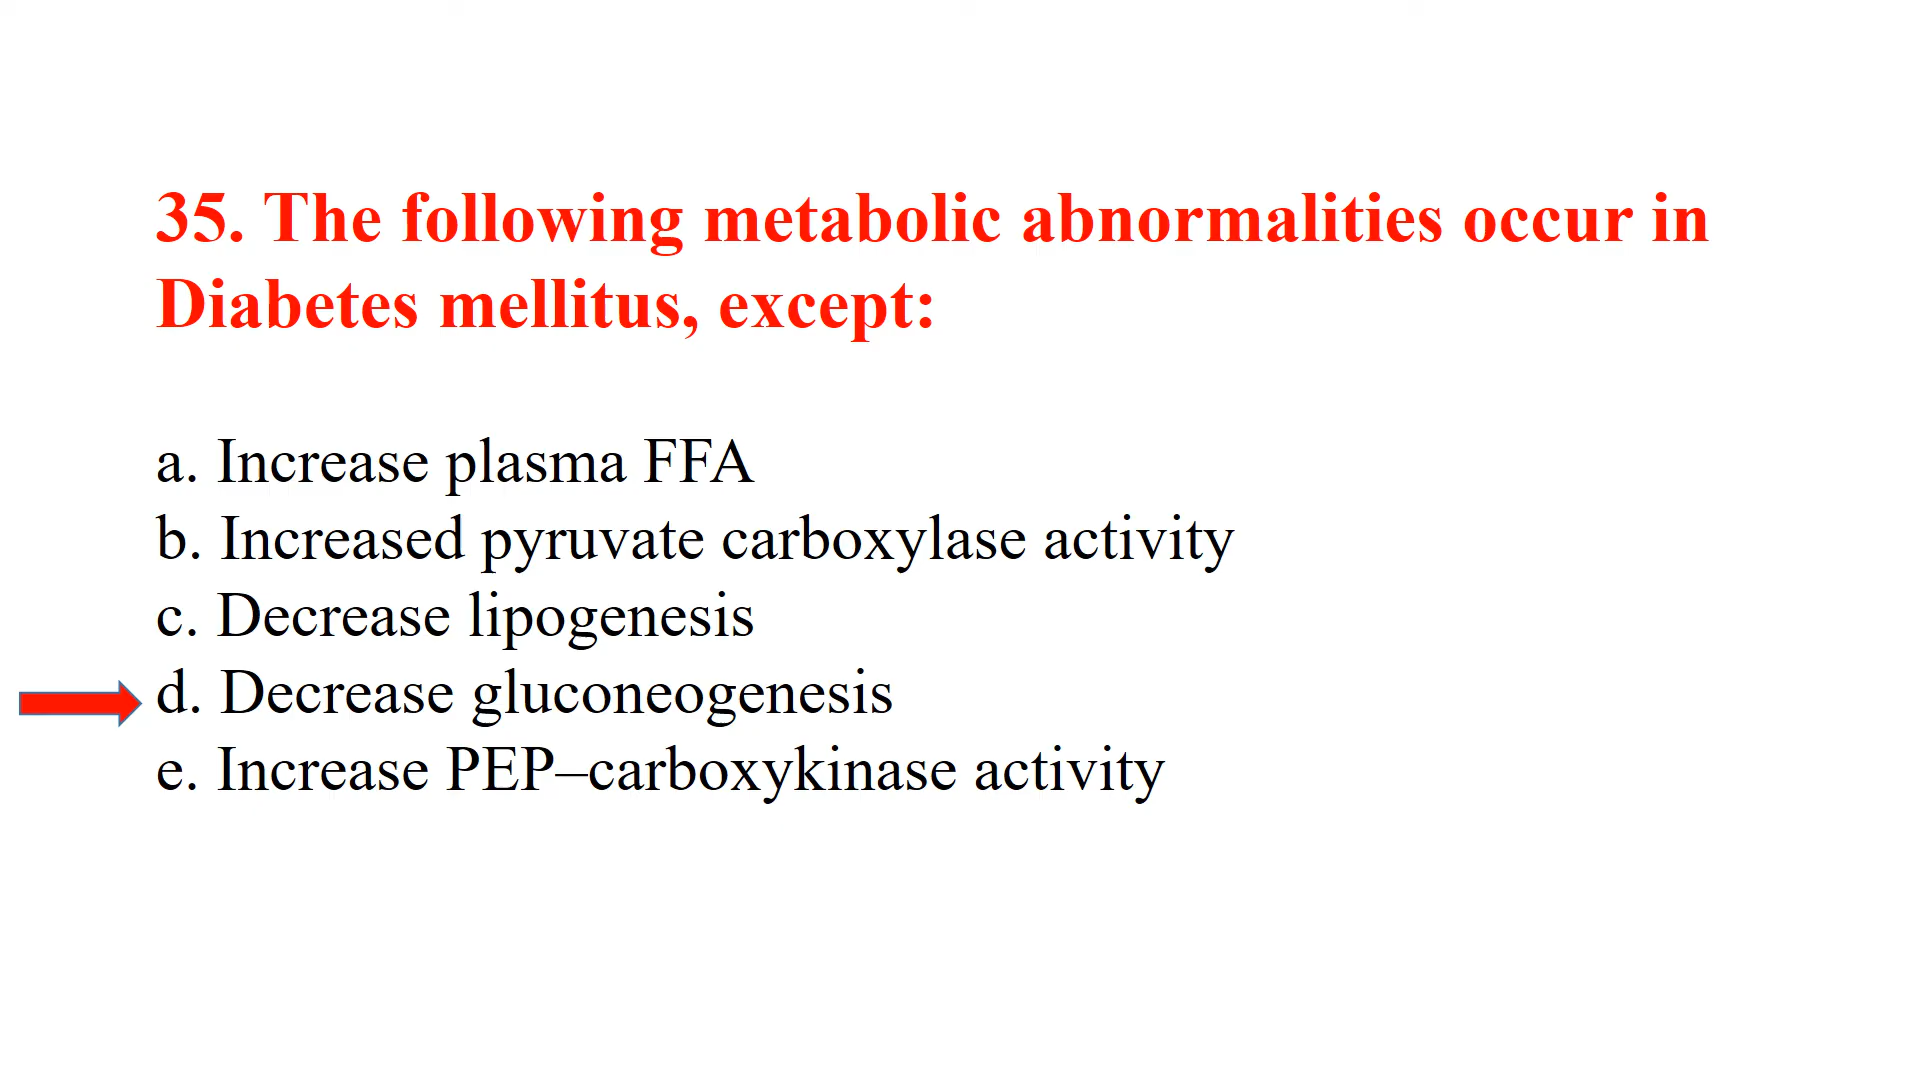 35. The following metabolic abnormalities occur in
Diabetes mellitus, except:
a. Increase plasma FFA
b. Increased pyruvate carboxylase activity
c. Decrease lipogenesis
d. Decrease gluconeogenesis
e. Increase PEP–carboxykinase activity